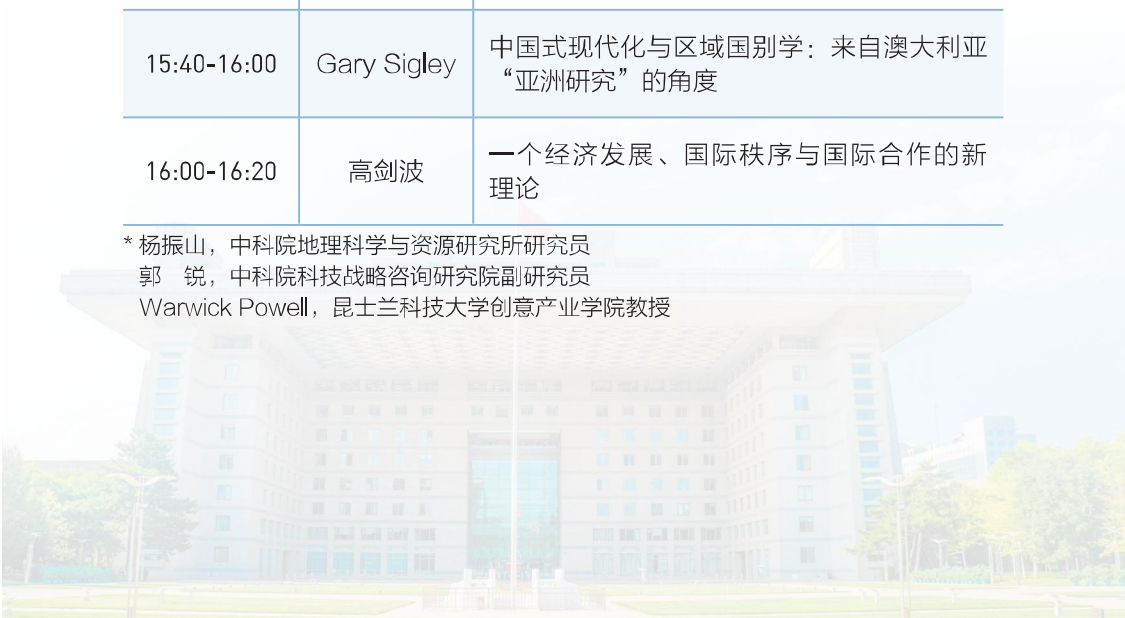 15:40-16:00 Gary Sigley 中国式现代化与区域国别学：来自澳大利亚
“亚洲研究”的角度
16:00-16:20 高剑波 一个经济发展、国际秩序与国际合作的新
理论
* 杨振山，中科院地理科学与资源研究所研究员
郭　锐，中科院科技战略咨询研究院副研究员
Warwick Powell，昆士兰科技大学创意产业学院教授